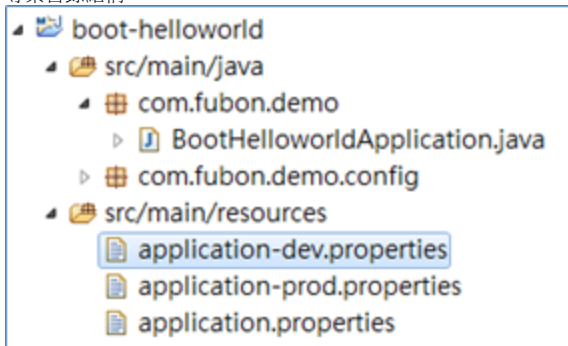 boot-helloworld
src/main/java
com.fubon.demo
BootHelloworldApplication.java
com.fubon.demo.config
src/main/resources
application-dev.properties
application-prod.properties
application.properties